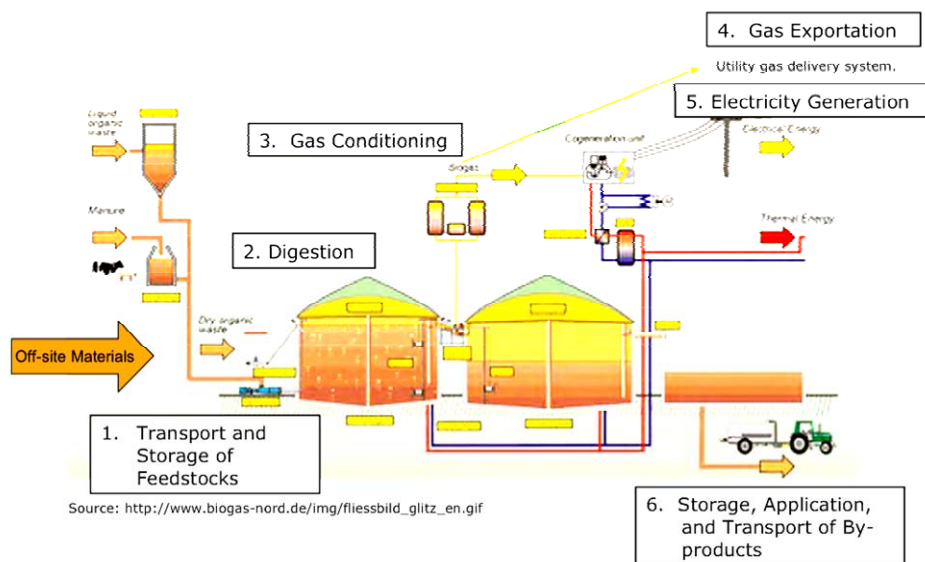 4. Gas Exportation
Utility gas delivery system.
5. Electricity Generation
Liquid
organic
waste
3. Gas Conditioning
Cogeneration unit
Electrical Energy
Biogas
Manure
Thermal Energy
2. Digestion
Dry organic
waste
Off-site Materials
1. Transport and
Storage of
Feedstocks
Source: http://www.biogas-nord.de/img/fliessbild_glitz_en.gif
6. Storage, Application,
and Transport of By-
products